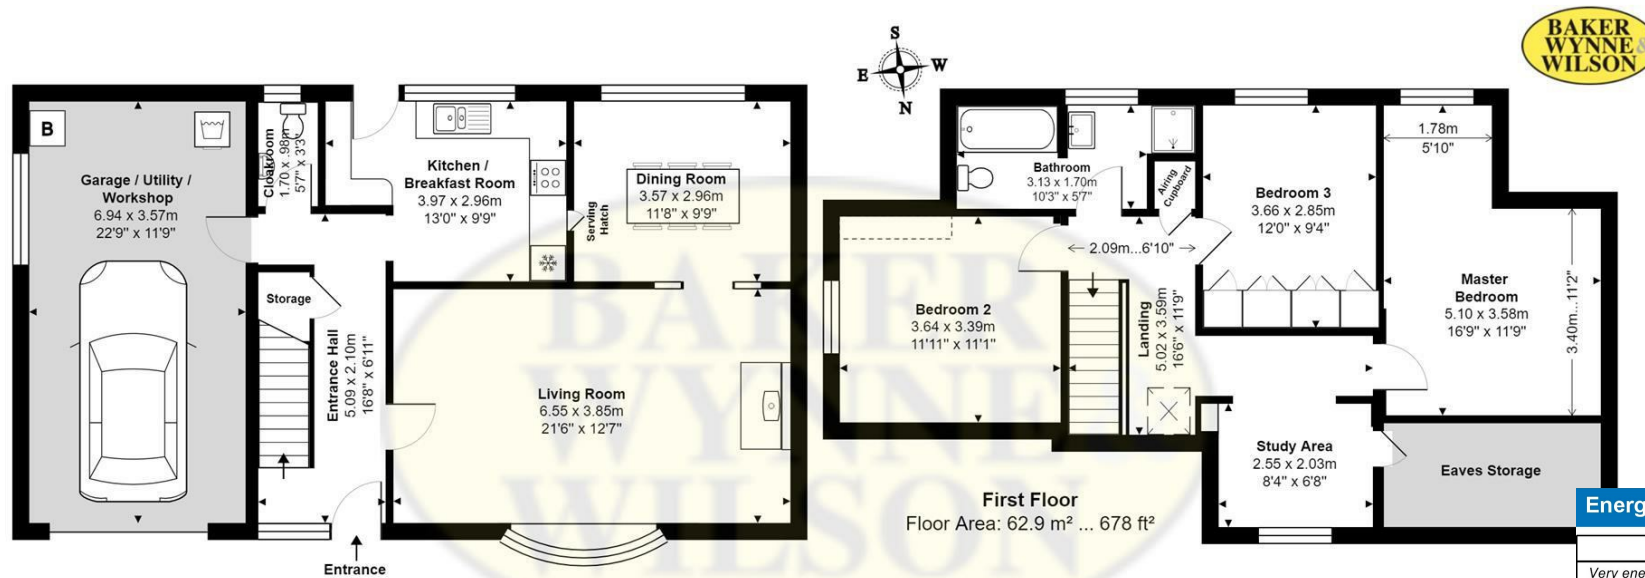 BAKER
WYNNE &
WILSON
S
E
W
N
B
Garage / Utility /
Workshop
6.94 x 3.57m
22'9" x 11'9"
Cloakroom
1.70 x .98m
5'7" x 3'3"
Kitchen /
Breakfast Room
3.97 x 2.96m
13'0" x 9'9"
Serving
Hatch
Dining Room
3.57 x 2.96m
11'8" x 9'9"
Storage
Entrance Hall
5.09 x 2.10m
16'8" x 6'11"
Living Room
6.55 x 3.85m
21'6" x 12'7"
Entrance
BAKER
WYNNE &
WILSON
Bathroom
3.13 x 1.70m
10'3" x 5'7"
Airing
Cupboard
Bedroom 3
3.66 x 2.85m
12'0" x 9'4"
1.78m
5'10"
2.09m...6'10"
Bedroom 2
3.64 x 3.39m
11'11" x 11'1"
Landing
5.02 x 3.59m
16'6" x 11'9"
Master
Bedroom
5.10 x 3.58m
16'9" x 11'9"
3.40m...11'2"
Study Area
2.55 x 2.03m
8'4" x 6'8"
Eaves Storage
First Floor
Floor Area: 62.9 m² ... 678 ft²
Energ
Very ene